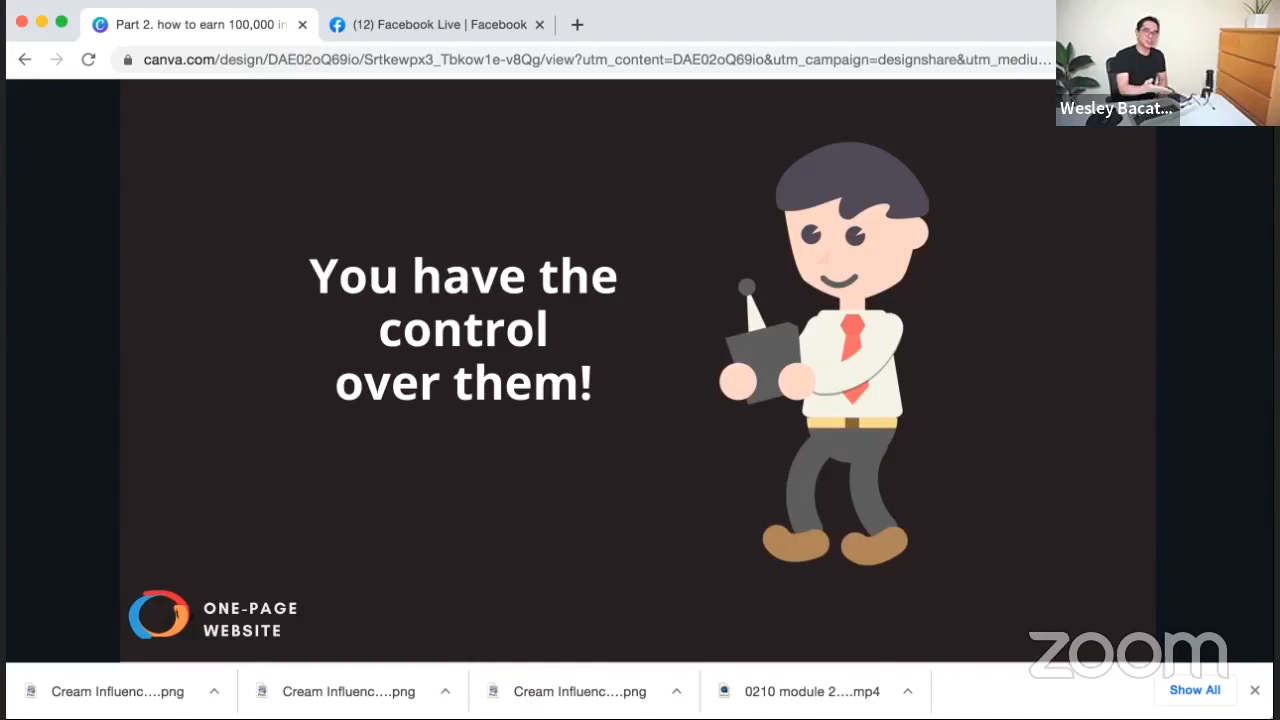 Part 2. how to earn 100,000 in
(12) Facebook Live | Facebook
canva.com/design/DAE02oQ69io/Srtkewpx3_Tbkow1e-v8Qg/view?utm_content=DAE02oQ69io&utm_campaign=designshare&utm_mediu...
Wesley Bacat...
You have the
control
over them!
ONE-PAGE
WEBSITE
zoom
Cream Influenc....png
Cream Influenc....png
Cream Influenc....png
0210 module 2....mp4
Show All